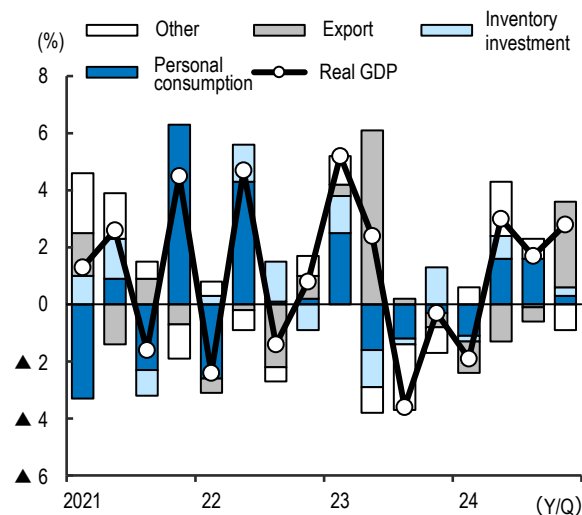 (%)
Other
Export
Inventory
investment
Personal
consumption
Real GDP
8
6
4
2
0
▲ 2
▲ 4
▲ 6
2021
22
23
24
(Y/Q)